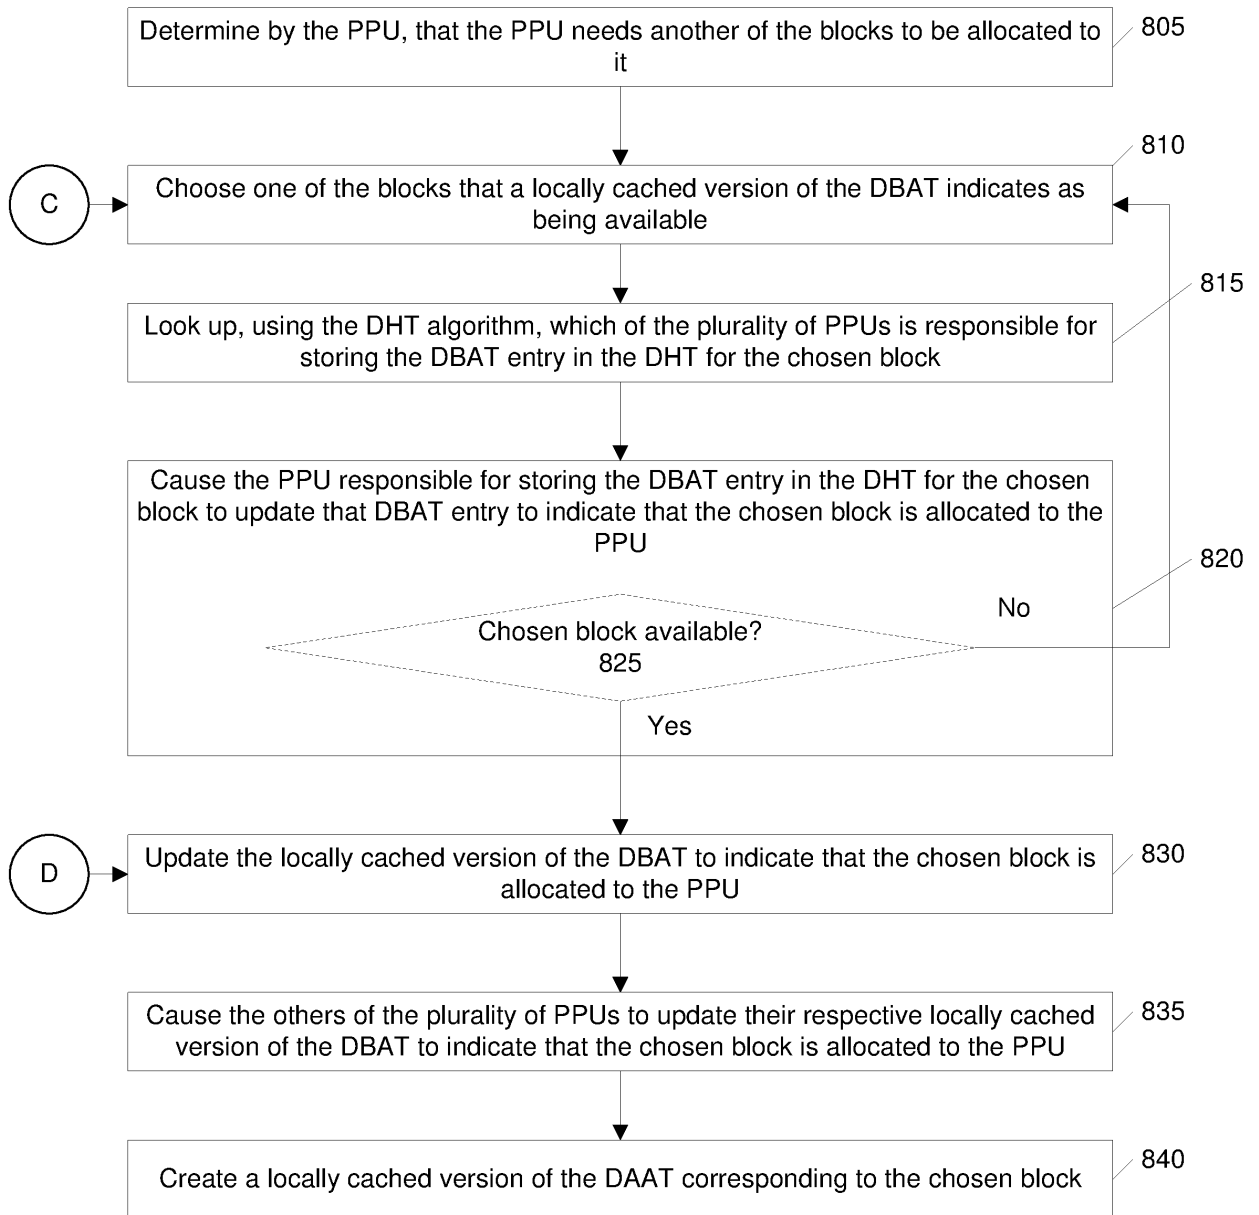 Determine by the PPU, that the PPU needs another of the blocks to be allocated to
it
805
810
C
Choose one of the blocks that a locally cached version of the DBAT indicates as
being available
815
Look up, using the DHT algorithm, which of the plurality of PPUs is responsible for
storing the DBAT entry in the DHT for the chosen block
Cause the PPU responsible for storing the DBAT entry in the DHT for the chosen
block to update that DBAT entry to indicate that the chosen block is allocated to the
PPU
820
No
Chosen block available?
825
Yes
D
Update the locally cached version of the DBAT to indicate that the chosen block is
allocated to the PPU
830
Cause the others of the plurality of PPUs to update their respective locally cached
version of the DBAT to indicate that the chosen block is allocated to the PPU
835
Create a locally cached version of the DAAT corresponding to the chosen block
840